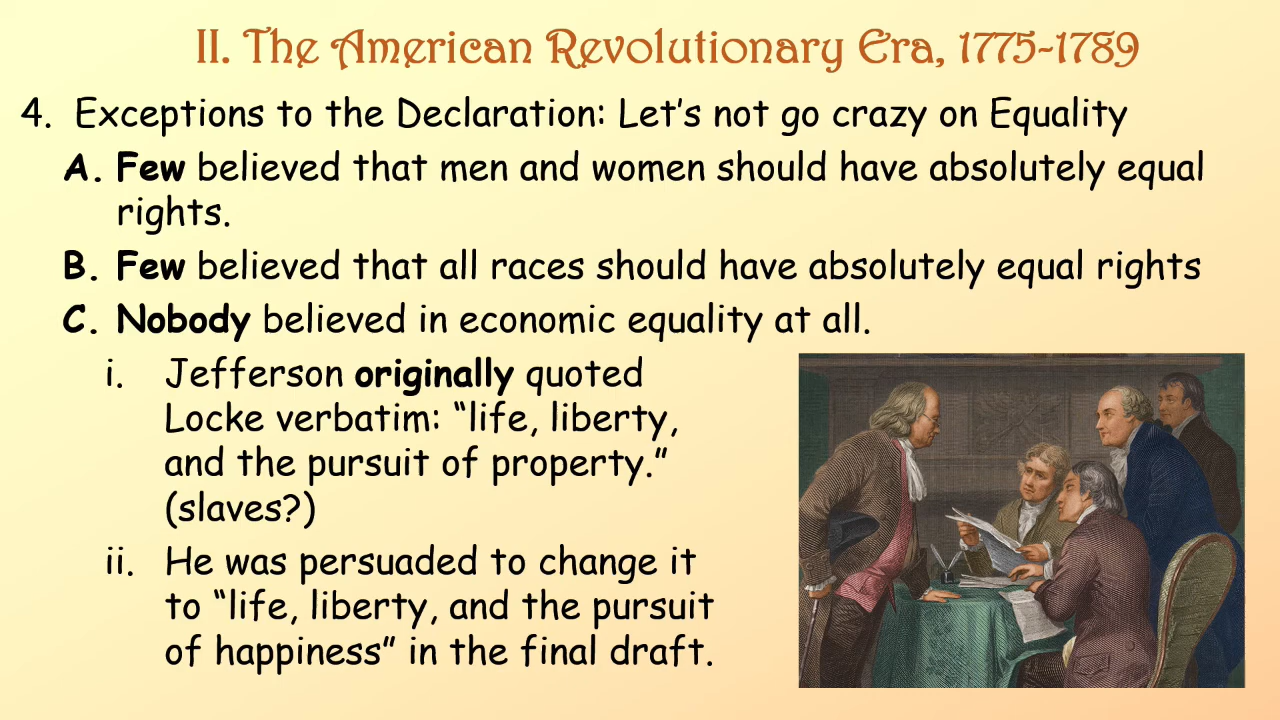 II. The American Revolutionary Era, 1775-1789
4. Exceptions to the Declaration: Let’s not go crazy on Equality
A. Few believed that men and women should have absolutely equal
rights.
B. Few believed that all races should have absolutely equal rights
C. Nobody believed in economic equality at all.
i. Jefferson originally quoted
Locke verbatim: “life, liberty,
and the pursuit of property.”
(slaves?)
ii. He was persuaded to change it
to “life, liberty, and the pursuit
of happiness” in the final draft.